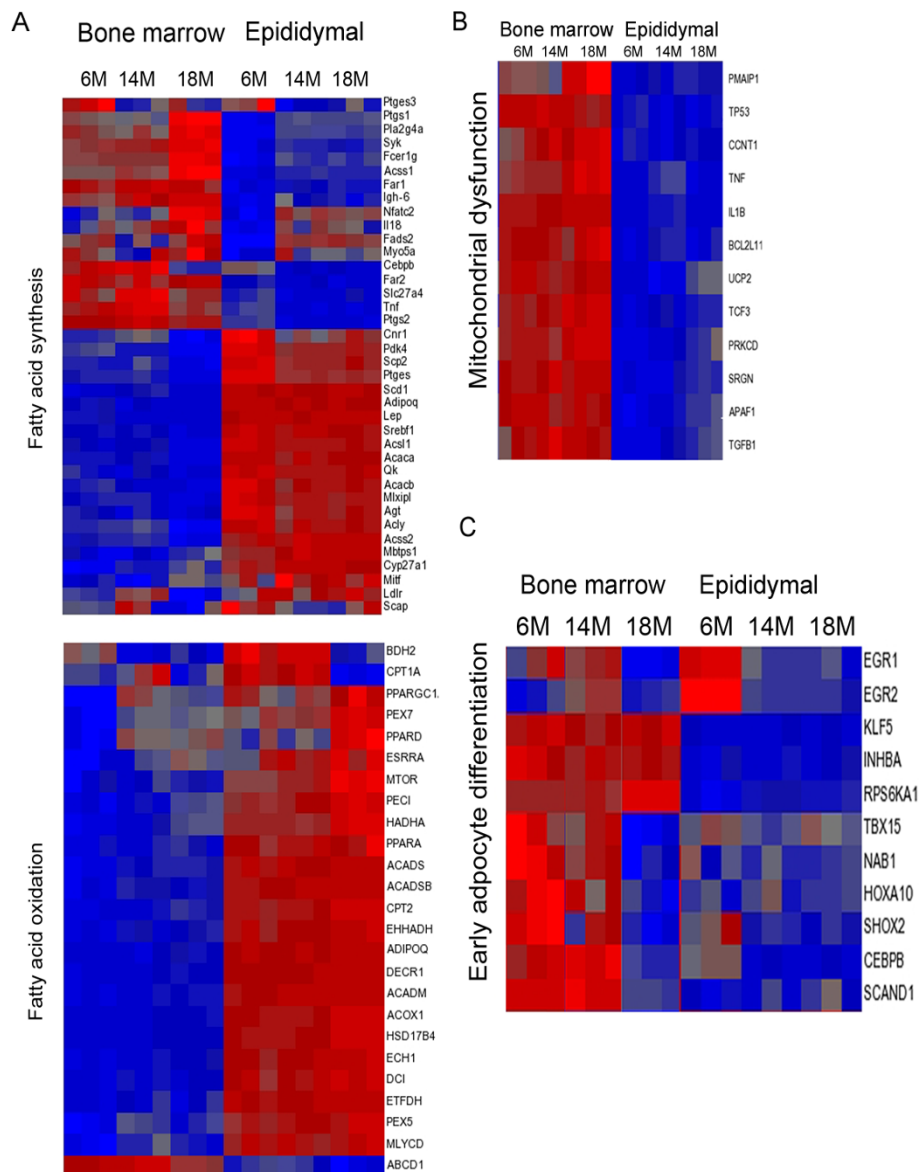 A
Bone marrow Epididymal
6M 14M 18M 6M 14M 18M
Fatty acid synthesis
Ptges3
Ptgs1
Pla2g4a
Syk
Fcer1g
Acss1
Far1
Igh-6
Nfatc2
Il18
Fads2
Myo5a
Cebpb
Far2
Slc27a4
Tnf
Ptgs2
Cnr1
Pdk4
Scp2
Ptges
Scd1
Adipoq
Lep
Srebf1
Acsl1
Acaca
Qk
Acacb
Mlxipl
Agt
Acly
Acss2
Mbtps1
Cyp27a1
Mitf
Ldlr
Scap
Fatty acid oxidation
BDH2
CPT1A
PPARGC1.
PEX7
PPARD
ESRRA
MTOR
PECI
HADHA
PPARA
ACADS
ACADSB
CPT2
EHHADH
ADIPOQ
DECR1
ACADM
ACOX1
HSD17B4
ECH1
DCI
ETFDH
PEX5
MLYCD
ABCD1
B
Bone marrow Epididymal
6M 14M 18M 6M 14M 18M
Mitochondrial dysfunction
PMAIP1
TP53
CCNT1
TNF
IL1B
BCL2L11
UCP2
TCF3
PRKCD
SRGN
APAF1
TGFB1
C
Bone marrow Epididymal
6M 14M 18M 6M 14M 18M
Early adpocyte differentiation
EGR1
EGR2
KLF5
INHBA
RPS6KA1
TBX15
NAB1
HOXA10
SHOX2
CEBPB
SCAND1